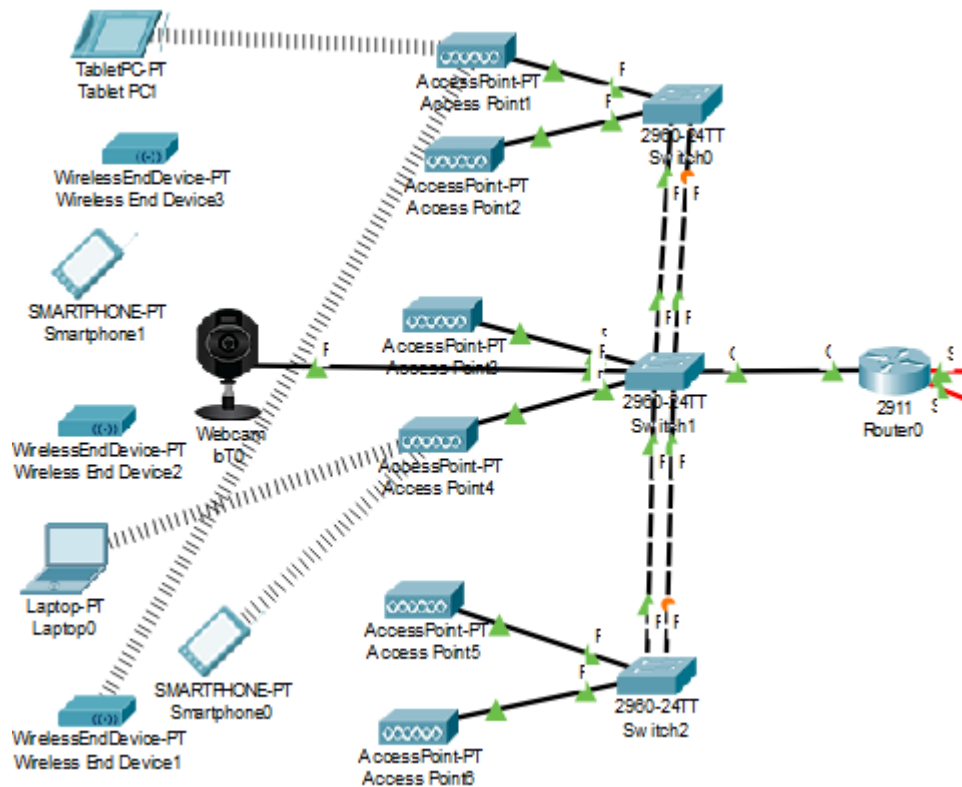 TabletPC-PT
Tablet PC1
AccessPoint-PT
Access Point1
F
F
2960-24TT
Switch0
WirelessEndDevice-PT
Wireless End Device3
AccessPoint-PT
Access Point2
F
F
SMARTPHONE-PT
Smartphone1
F
F
AccessPoint-PT
F
F
G
G
S
2960-24TT
Switch1
2911
Router0
S
Webcam
bT0
WirelessEndDevice-PT
Wireless End Device2
AccessPoint-PT
Access Point4
F
F
Laptop-PT
Laptop0
AccessPoint-PT
Access Point5
F
F
F
F
SMARTPHONE-PT
Smartphone0
2960-24TT
Switch2
WirelessEndDevice-PT
Wireless End Device1
AccessPoint-PT
Access Point6